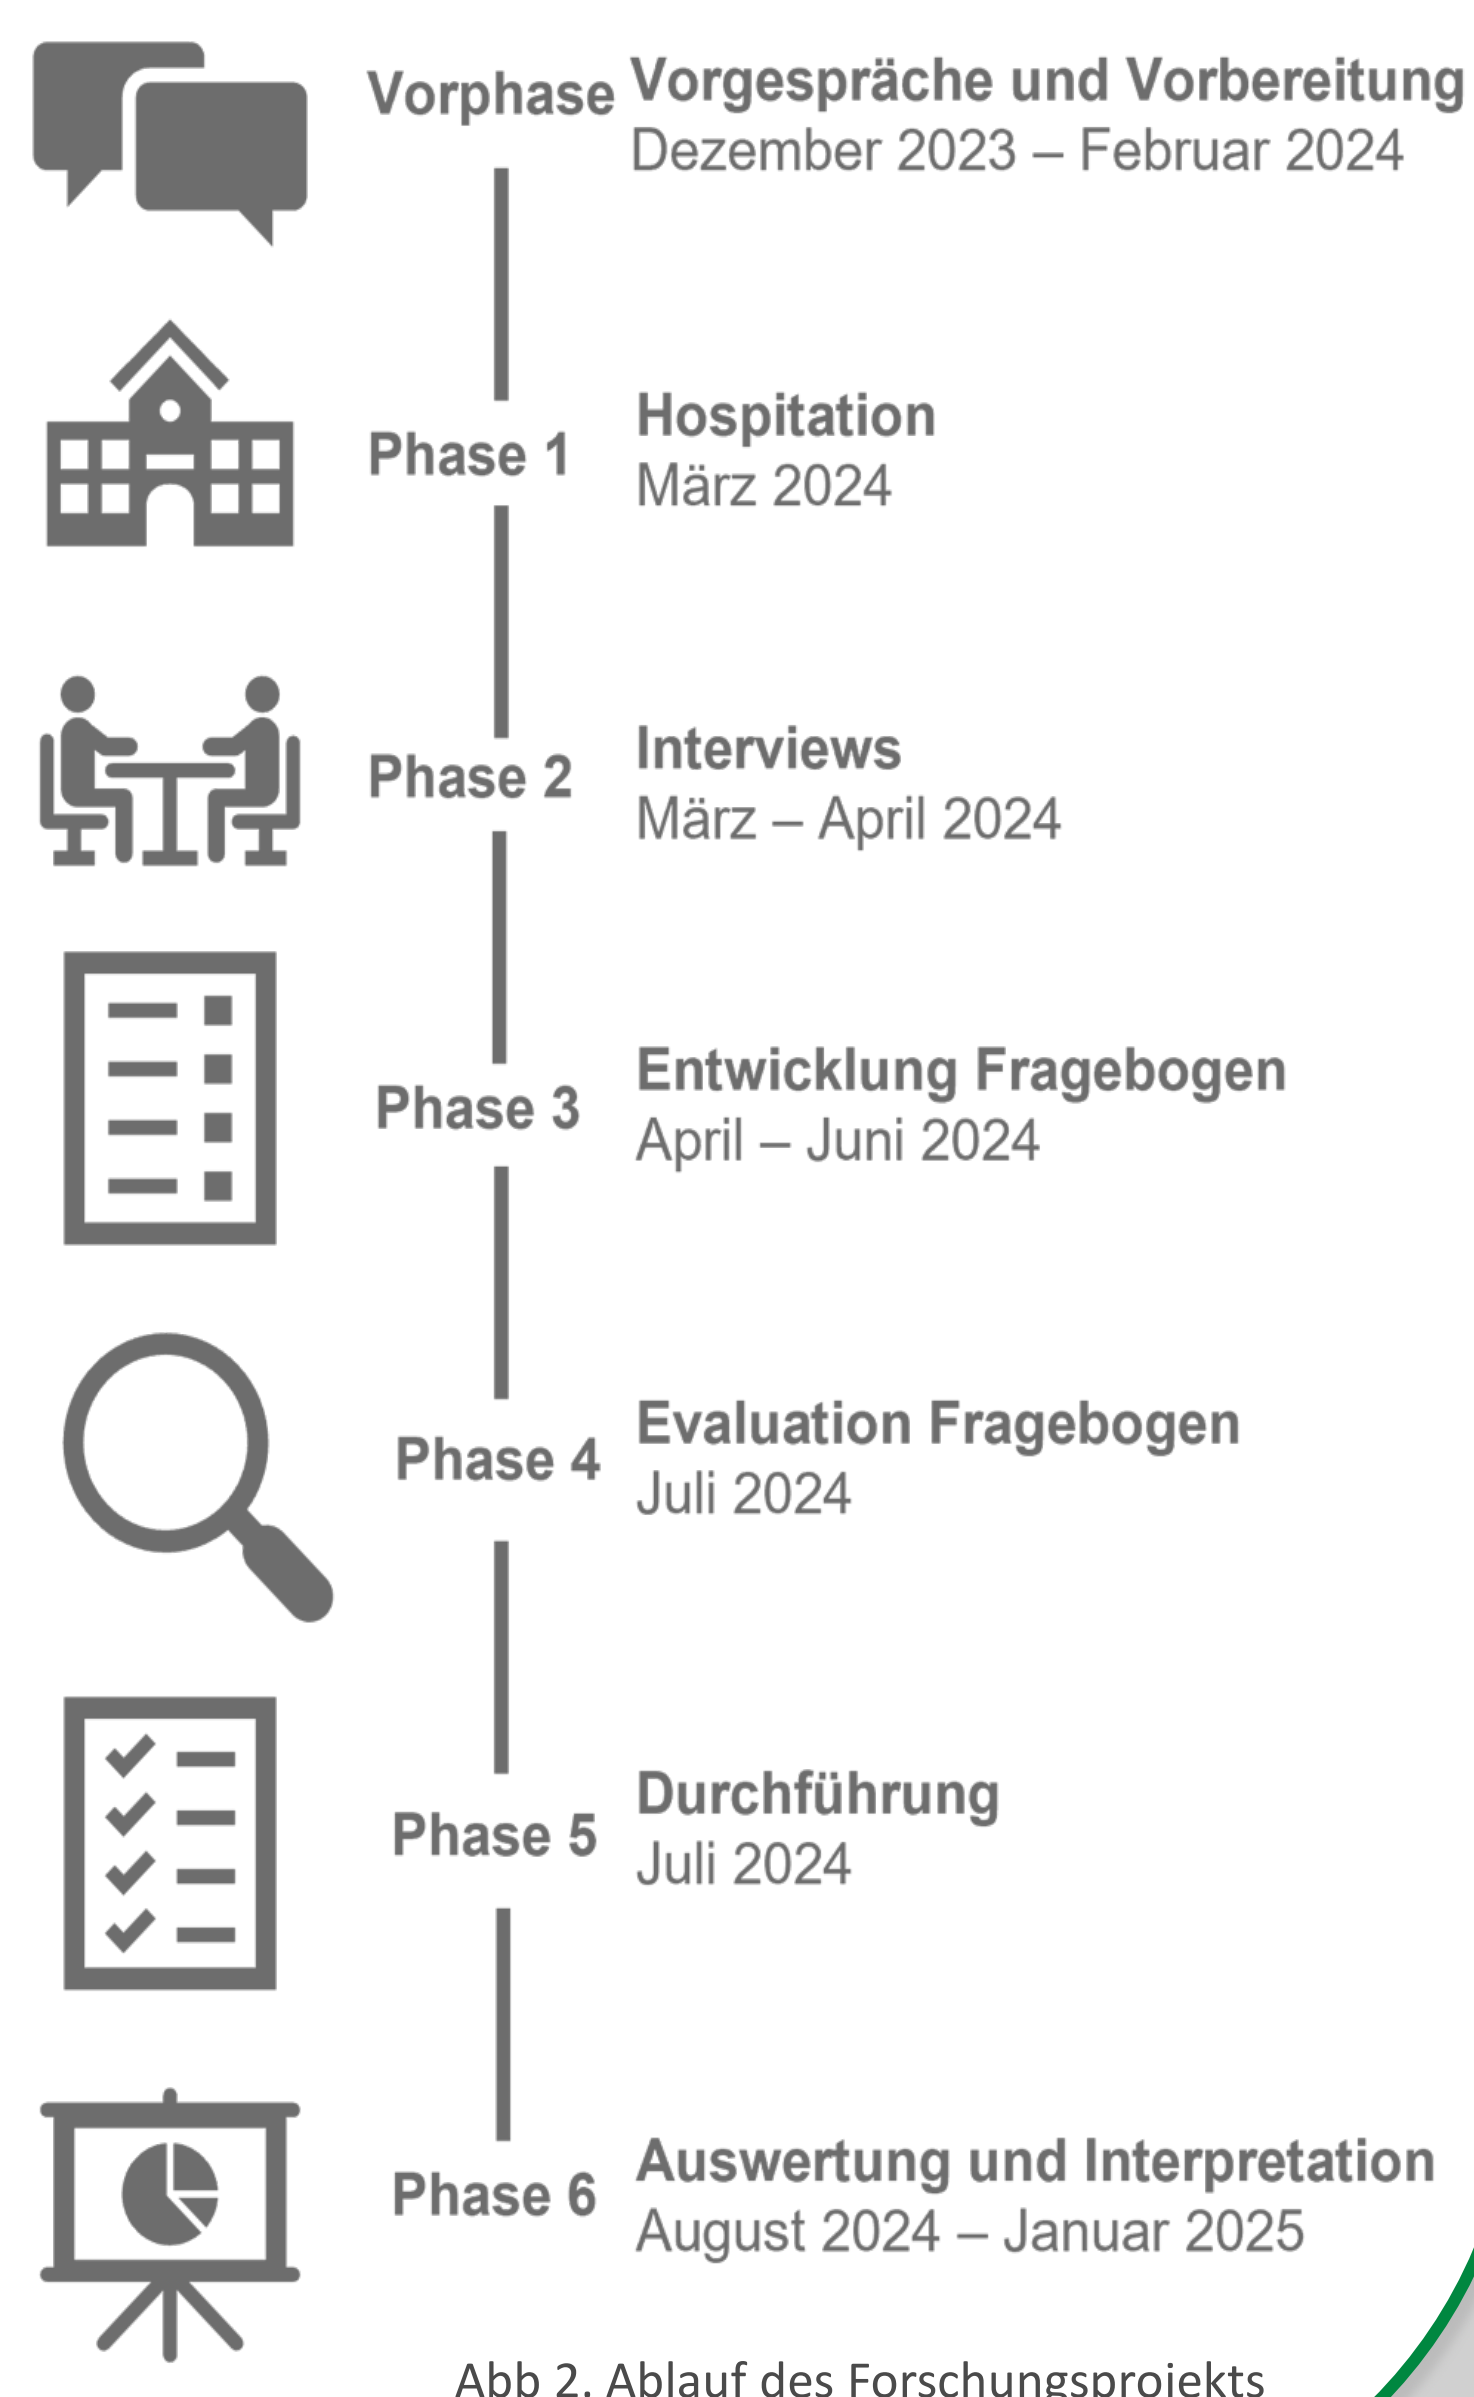 Vorphase
Vorgespräche und Vorbereitung
Dezember 2023 – Februar 2024
Phase 1
Hospitation
März 2024
Phase 2
Interviews
März – April 2024
Phase 3
Entwicklung Fragebogen
April – Juni 2024
Phase 4
Evaluation Fragebogen
Juli 2024
Phase 5
Durchführung
Juli 2024
Phase 6
Auswertung und Interpretation
August 2024 – Januar 2025
Abb 2. Ablauf des Forschungsprojekts